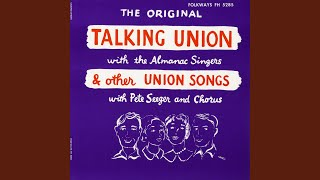 THE ORIGINAL
FOLKWAYS FH 5285
TALKING UNION
with the Almanac Singers
& other UNION SONGS
with Pete Seeger and Chorus